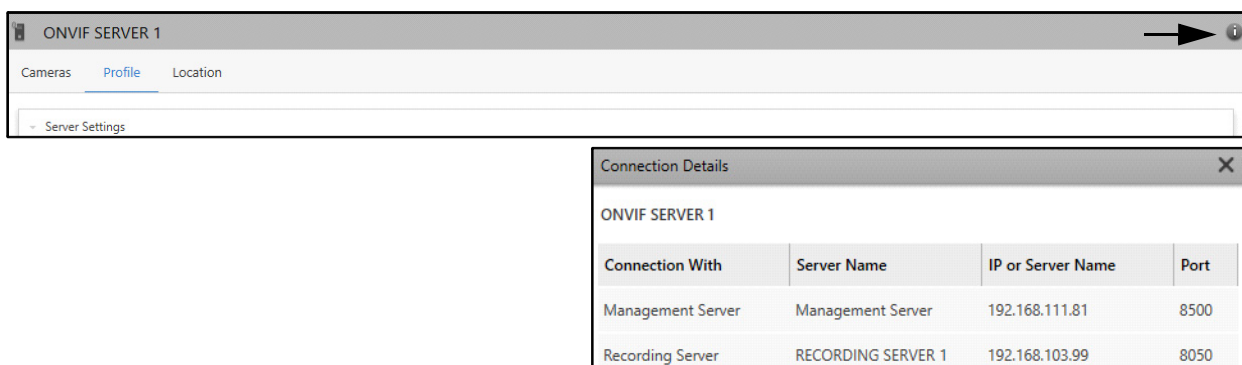 ONVIF SERVER 1
Cameras Profile Location
Server Settings
Connection Details
ONVIF SERVER 1
Connection With Server Name IP or Server Name Port
Management Server Management Server 192.168.111.81 8500
Recording Server RECORDING SERVER 1 192.168.103.99 8050